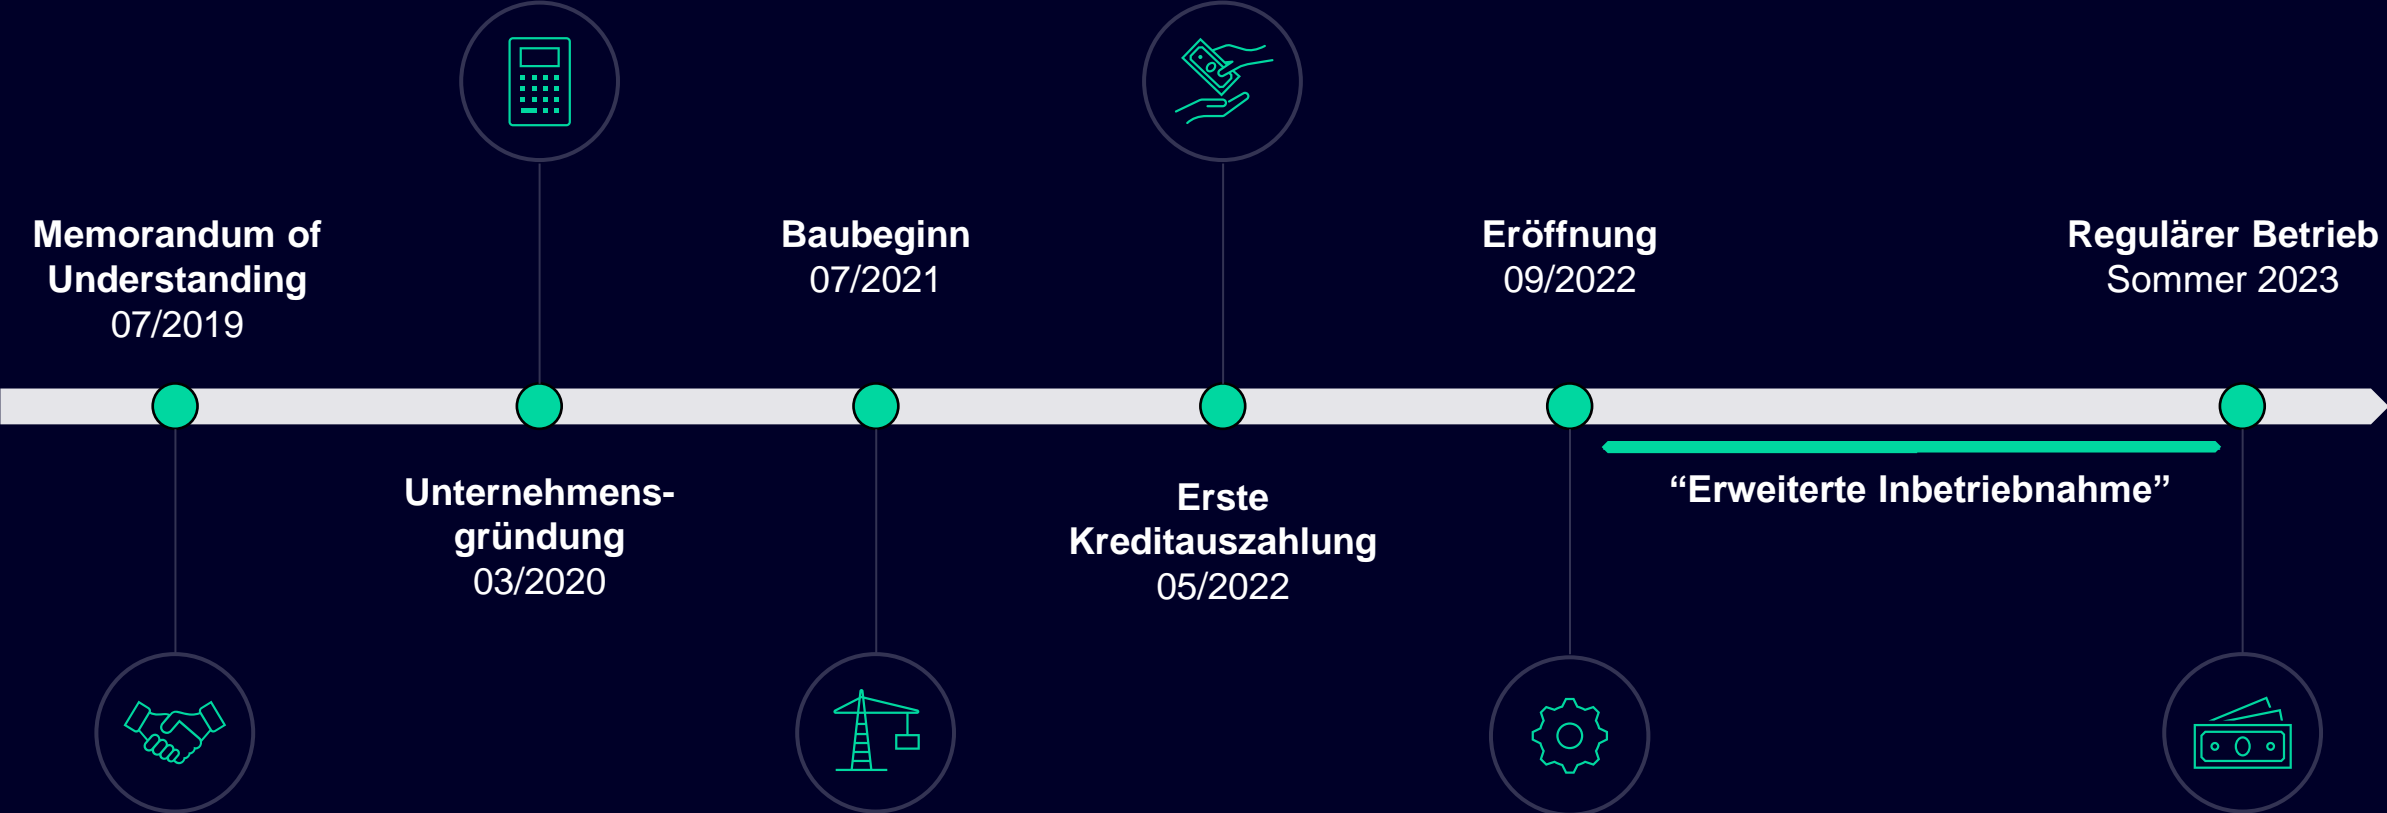 Memorandum of
Understanding
07/2019
Unternehmens-
gründung
03/2020
Baubeginn
07/2021
Erste
Kreditauszahlung
05/2022
Eröffnung
09/2022
“Erweiterte Inbetriebnahme”
Regulärer Betrieb
Sommer 2023